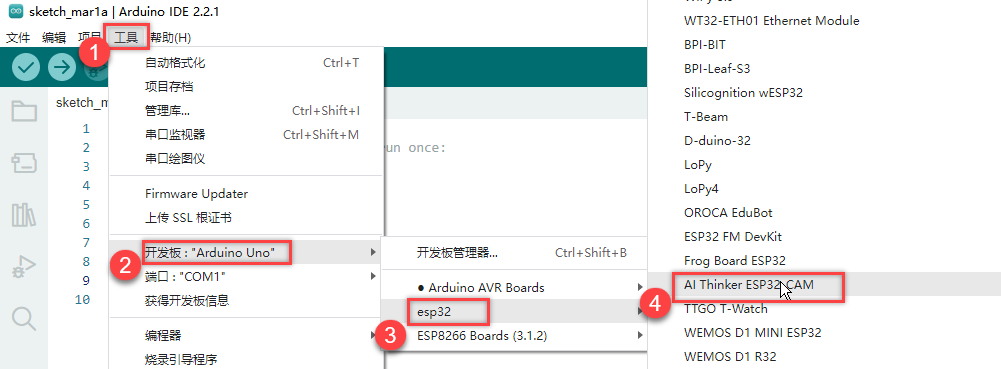 sketch_mar1a | Arduino IDE 2.2.1
文件 编辑 项目 工具 帮助(H)
1
自动格式化 Ctrl+T
项目存档
管理库... Ctrl+Shift+I
串口监视器 Ctrl+Shift+M
串口绘图仪
Firmware Updater
上传 SSL 根证书
2
开发板 : "Arduino Uno"
端口 : "COM1"
获得开发板信息
编程器
烧录引导程序
sketch_m
1
2
3
4
5
6
7
8
9
10
un once:
开发板管理器... Ctrl+Shift+B
● Arduino AVR Boards
esp32
3
ESP8266 Boards (3.1.2)
WT32-ETH01 Ethernet Module
BPI-BIT
BPI-Leaf-S3
Silicognition wESP32
T-Beam
D-duino-32
LoPy
LoPy4
OROCA EduBot
ESP32 FM DevKit
Frog Board ESP32
4
AI Thinker ESP32-CAM
TTGO T-Watch
WEMOS D1 MINI ESP32
WEMOS D1 R32